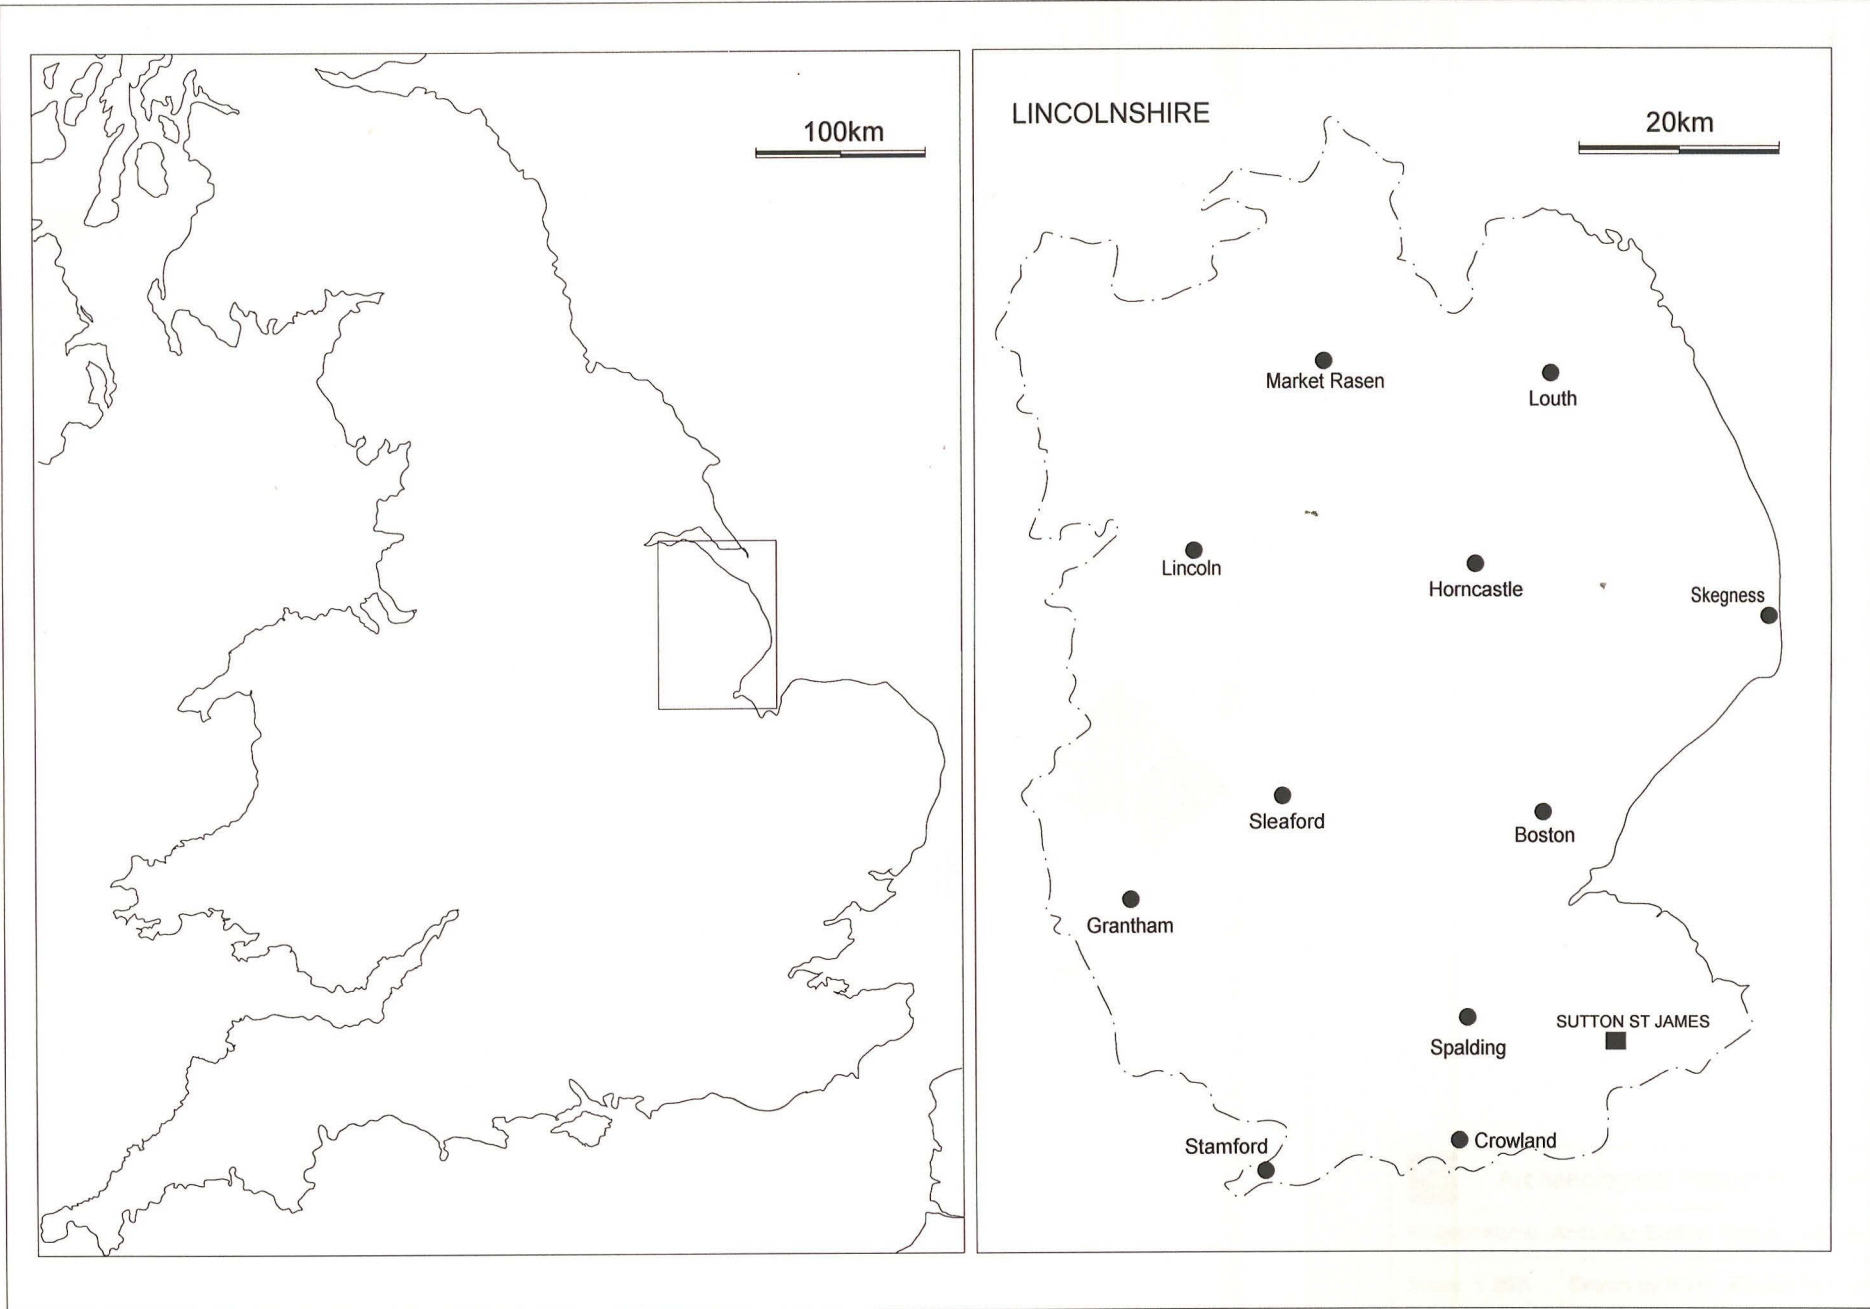 100km
LINCOLNSHIRE
20km
Market Rasen
Louth
Lincoln
Horncastle
Skegness
Sleaford
Boston
Grantham
SUTTON ST JAMES
Spalding
Stamford
Crowland